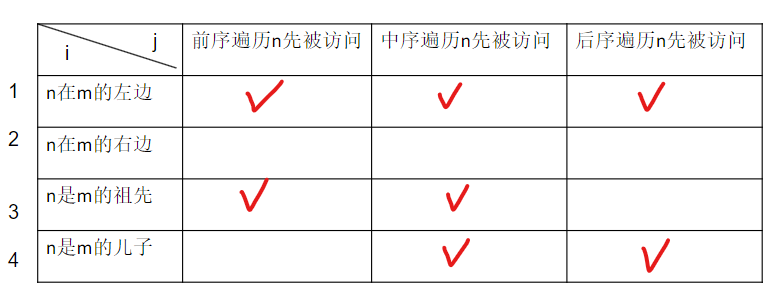 i j 前序遍历n先被访问 中序遍历n先被访问 后序遍历n先被访问
1 n在m的左边 ✓ ✓ ✓
2 n在m的右边
3 n是m的祖先 ✓ ✓
4 n是m的儿子 ✓ ✓